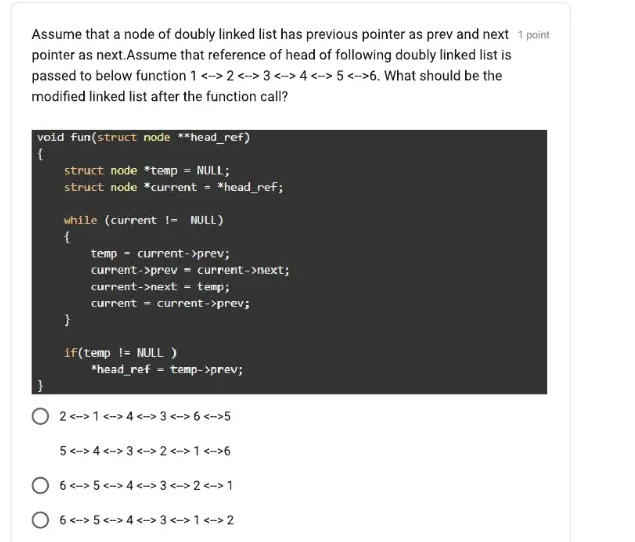 Assume that a node of doubly linked list has previous pointer as prev and next 1 point
pointer as next.Assume that reference of head of following doubly linked list is
passed to below function 1 <--> 2 <--> 3 <--> 4 <--> 5 <-->6. What should be the
modified linked list after the function call?
void fun(struct node **head_ref)
{
struct node *temp = NULL;
struct node *current = *head_ref;
while (current != NULL)
{
temp = current->prev;
current->prev = current->next;
current->next = temp;
current = current->prev;
}
if(temp != NULL )
*head_ref = temp->prev;
}
2 <--> 1 <--> 4 <--> 3 <--> 6 <-->5
5 <--> 4 <--> 3 <--> 2 <--> 1 <-->6
6 <--> 5 <--> 4 <--> 3 <--> 2 <--> 1
6 <--> 5 <--> 4 <--> 3 <--> 1 <--> 2